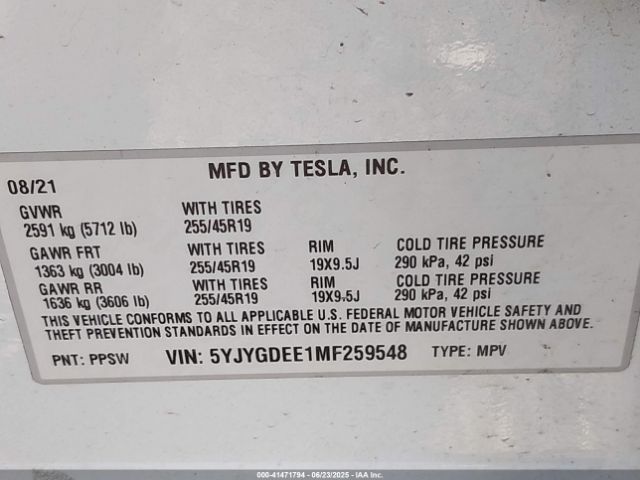 MFD BY TESLA, INC.
08/21
GVWR WITH TIRES
2591 kg (5712 lb) 255/45R19
GAWR FRT WITH TIRES RIM COLD TIRE PRESSURE
1363 kg (3004 lb) 255/45R19 19X9.5J 290 kPa, 42 psi
GAWR RR WITH TIRES RIM COLD TIRE PRESSURE
1636 kg (3606 lb) 255/45R19 19X9.5J 290 kPa, 42 psi
THIS VEHICLE CONFORMS TO ALL APPLICABLE U.S. FEDERAL MOTOR VEHICLE SAFETY AND
THEFT PREVENTION STANDARDS IN EFFECT ON THE DATE OF MANUFACTURE SHOWN ABOVE.
PNT: PPSW VIN: 5YJYGDEE1MF259548 TYPE: MPV
000-41471794 - 06/23/2025 - IAA Inc.